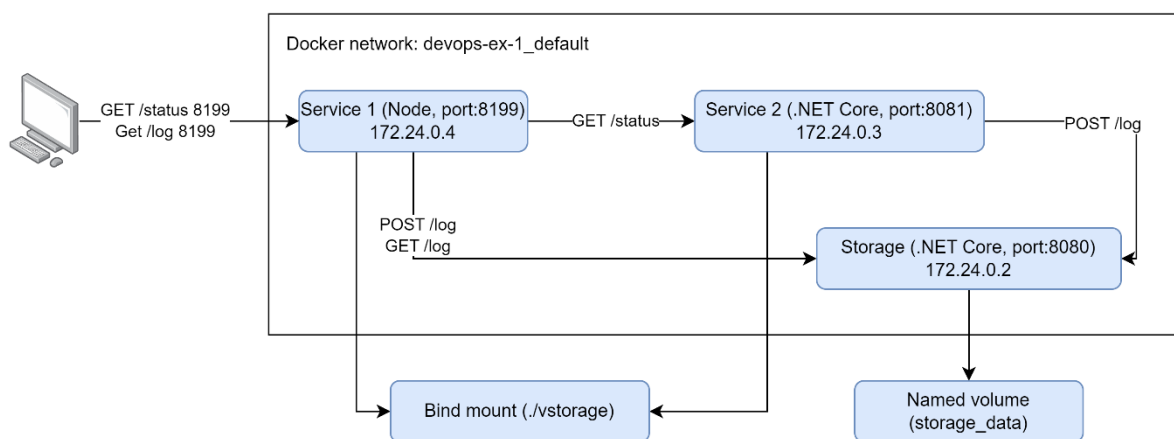 Docker network: devops-ex-1_default
GET /status 8199
Get /log 8199
Service 1 (Node, port:8199)
172.24.0.4
GET /status
Service 2 (.NET Core, port:8081)
172.24.0.3
POST /log
POST /log
GET /log
Storage (.NET Core, port:8080)
172.24.0.2
Bind mount (./vstorage)
Named volume
(storage_data)